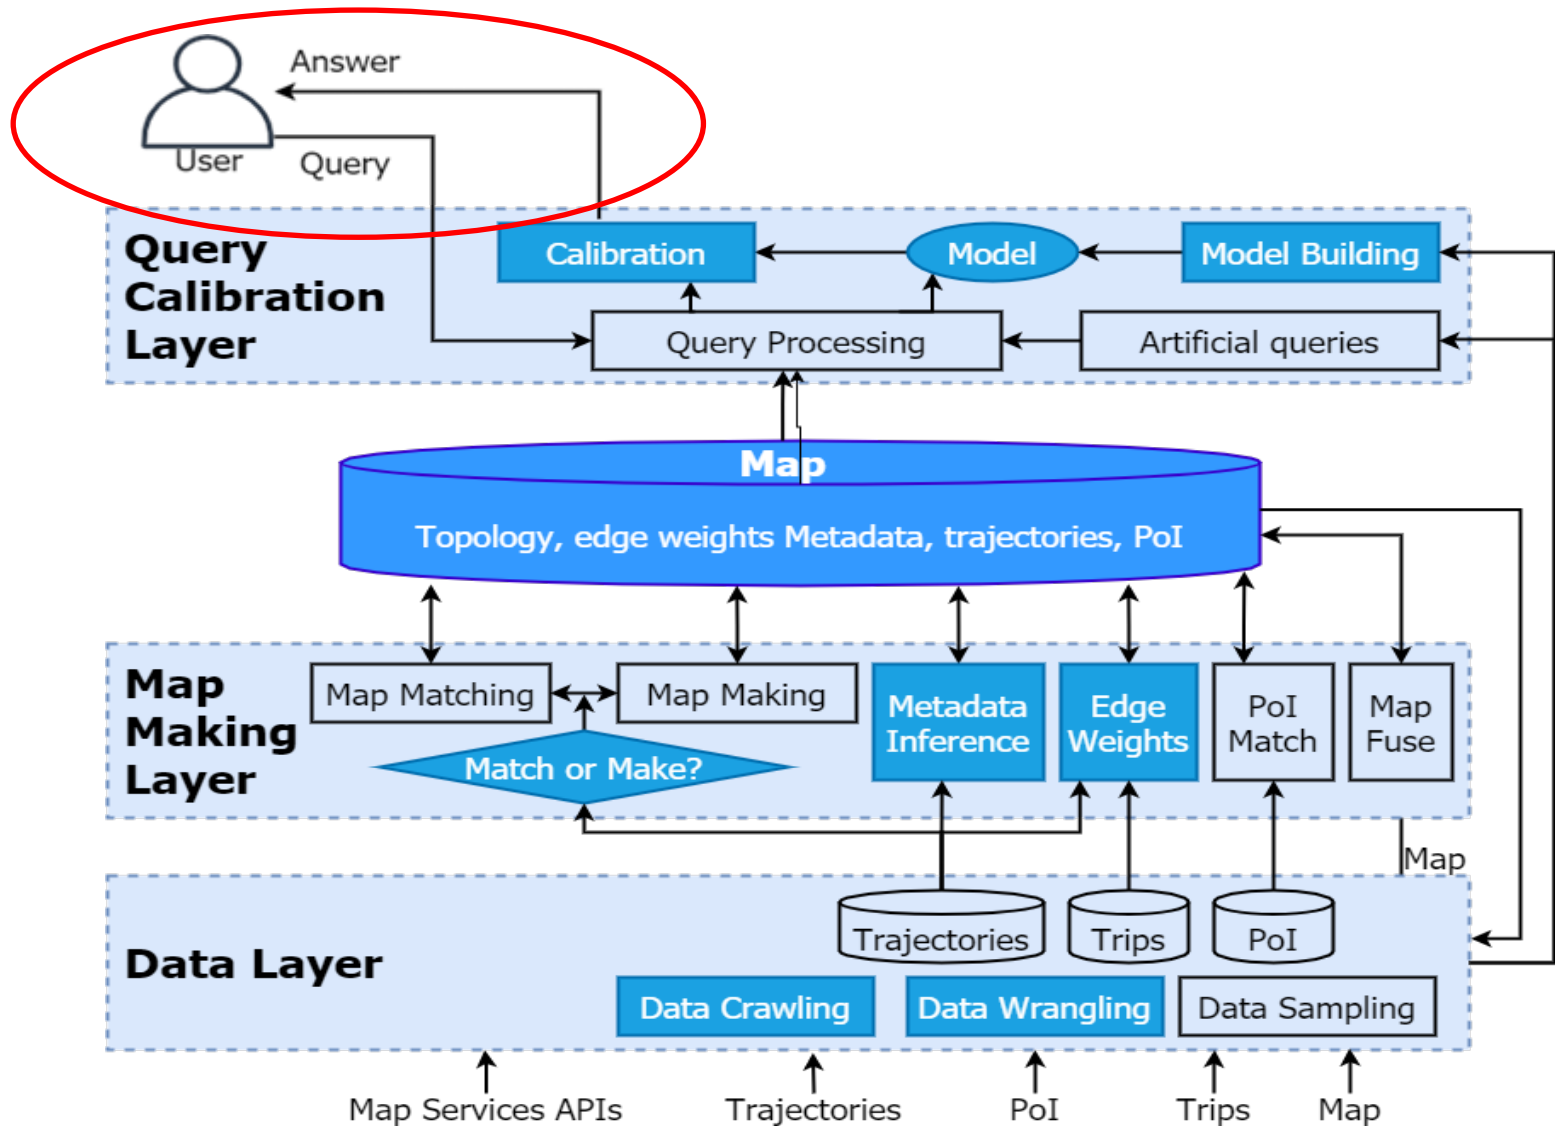 Answer
User
Query
Query
Calibration
Layer
Calibration
Model
Model Building
Query Processing
Artificial queries
Map
Topology, edge weights Metadata, trajectories, PoI
Map
Making
Layer
Map Matching
Map Making
Metadata
Inference
Edge
Weights
PoI
Match
Map
Fuse
Match or Make?
Map
Data Layer
Trajectories
Trips
PoI
Data Crawling
Data Wrangling
Data Sampling
Map Services APIs
Trajectories
PoI
Trips
Map